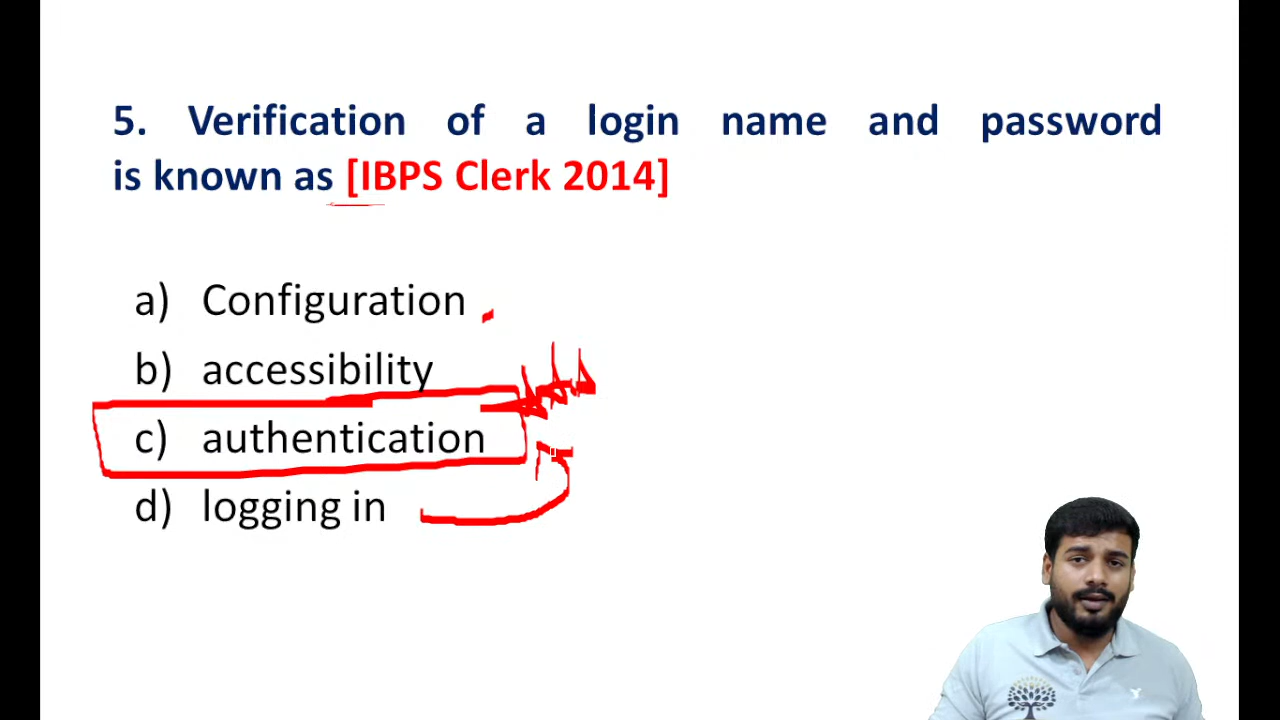 5. Verification of a login name and password
is known as [IBPS Clerk 2014]
a) Configuration
b) accessibility
c) authentication
d) logging in